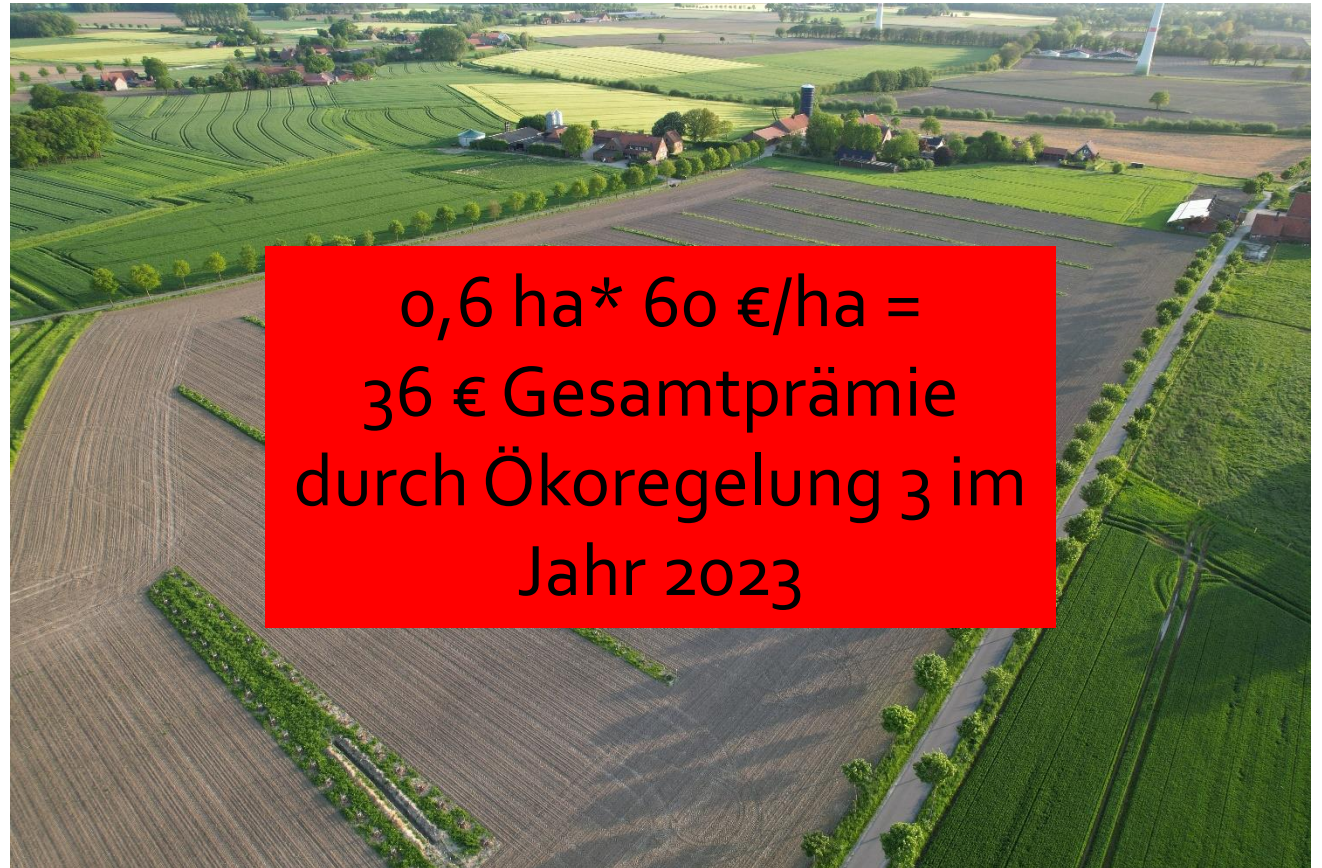 0,6 ha* 60 €/ha =
36 € Gesamtprämie
durch Ökoregelung 3 im
Jahr 2023